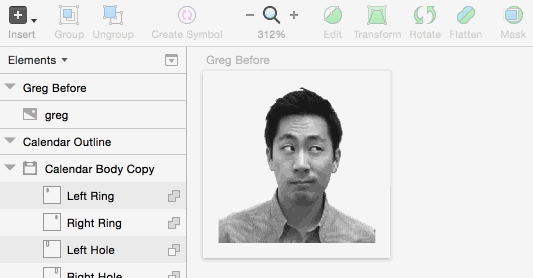 Insert Group Ungroup Create Symbol 312% Edit Transform Rotate Flatten Mask
Elements
Greg Before
greg
Calendar Outline
Calendar Body Copy
Left Ring
Right Ring
Left Hole
Right Hole
Greg Before